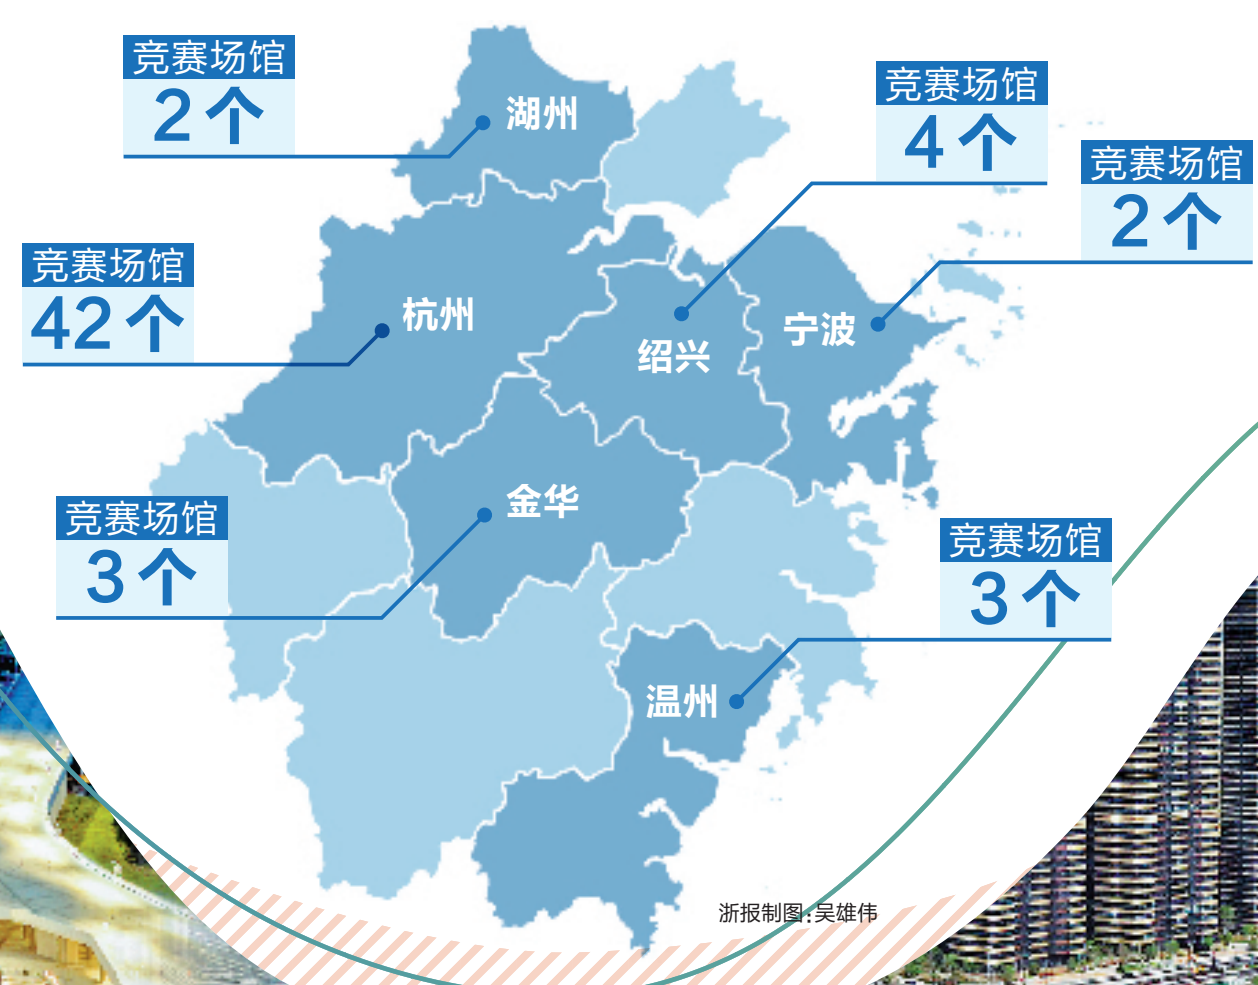 竞赛场馆
2个
湖州
竞赛场馆
4个
竞赛场馆
2个
竞赛场馆
42个
杭州
宁波
绍兴
竞赛场馆
3个
金华
竞赛场馆
3个
温州
浙报制图:吴雄伟